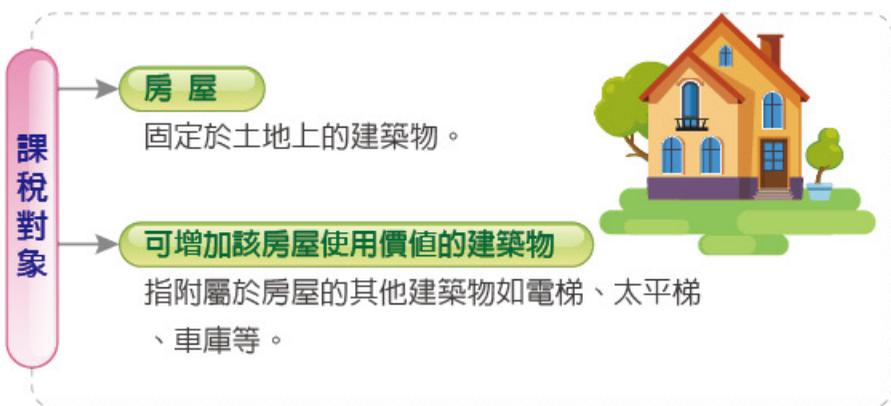 課稅對象
房屋
固定於土地上的建築物。
可增加該房屋使用價值的建築物
指附屬於房屋的其他建築物如電梯、太平梯
、車庫等。